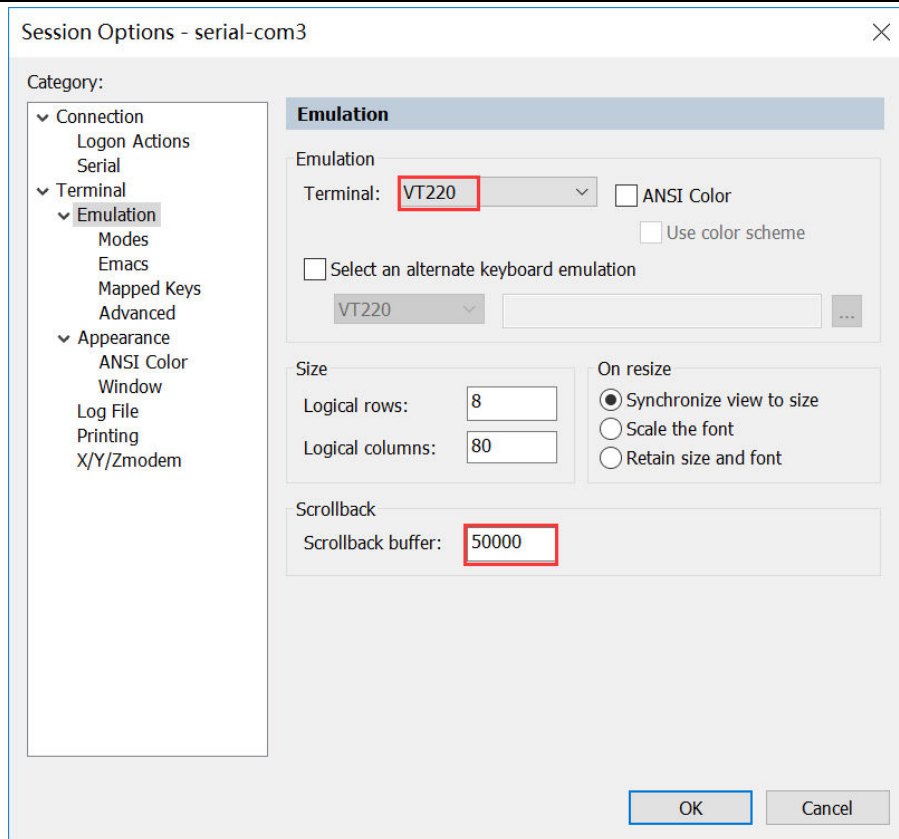 Session Options - serial-com3
Category:
Connection
Logon Actions
Serial
Terminal
Emulation
Modes
Emacs
Mapped Keys
Advanced
Appearance
ANSI Color
Window
Log File
Printing
X/Y/Zmodem
Emulation
Emulation
Terminal: VT220 ANSI Color
Use color scheme
Select an alternate keyboard emulation
VT220 ...
Size
Logical rows: 8
Logical columns: 80
On resize
Synchronize view to size
Scale the font
Retain size and font
Scrollback
Scrollback buffer: 50000
OK Cancel